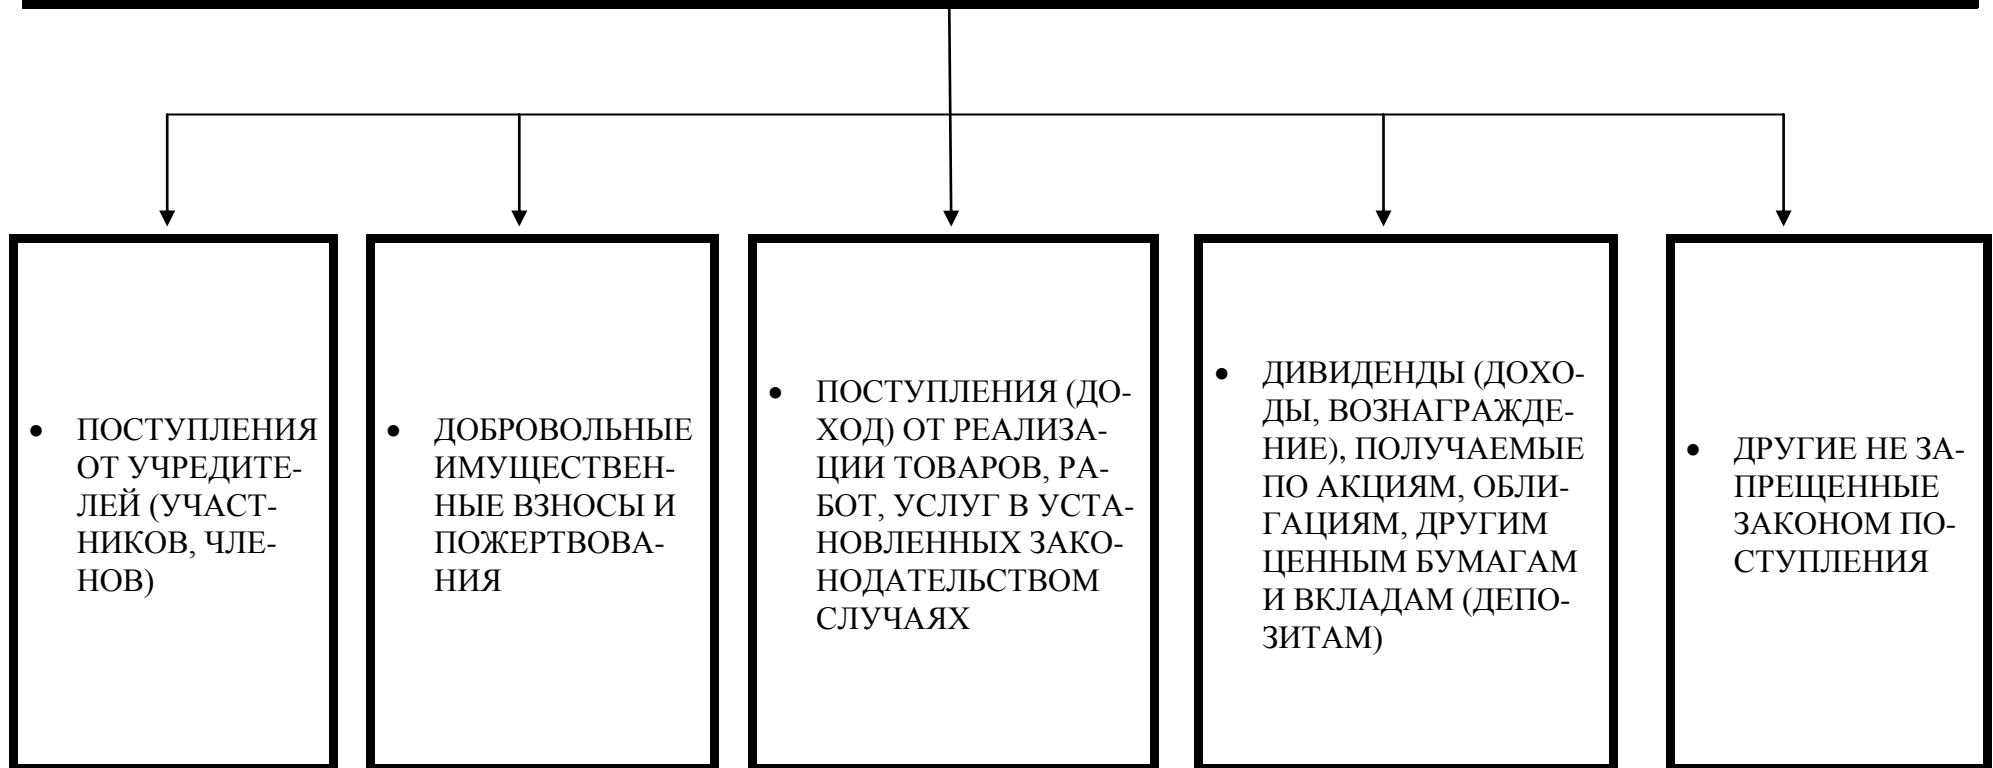 • ПОСТУПЛЕНИЯ
ОТ УЧРЕДИТЕ-
ЛЕЙ (УЧАСТ-
НИКОВ, ЧЛЕ-
НОВ)
• ДОБРОВОЛЬНЫЕ
ИМУЩЕСТВЕН-
НЫЕ ВЗНОСЫ И
ПОЖЕРТВОВА-
НИЯ
• ПОСТУПЛЕНИЯ (ДО-
ХОД) ОТ РЕАЛИЗА-
ЦИИ ТОВАРОВ, РА-
БОТ, УСЛУГ В УСТА-
НОВЛЕННЫХ ЗАКО-
НОДАТЕЛЬСТВОМ
СЛУЧАЯХ
• ДИВИДЕНДЫ (ДОХО-
ДЫ, ВОЗНАГРАЖДЕ-
НИЕ), ПОЛУЧАЕМЫЕ
ПО АКЦИЯМ, ОБЛИ-
ГАЦИЯМ, ДРУГИМ
ЦЕННЫМ БУМАГАМ
И ВКЛАДАМ (ДЕПО-
ЗИТАМ)
• ДРУГИЕ НЕ ЗА-
ПРЕЩЕННЫЕ
ЗАКОНОМ ПО-
СТУПЛЕНИЯ